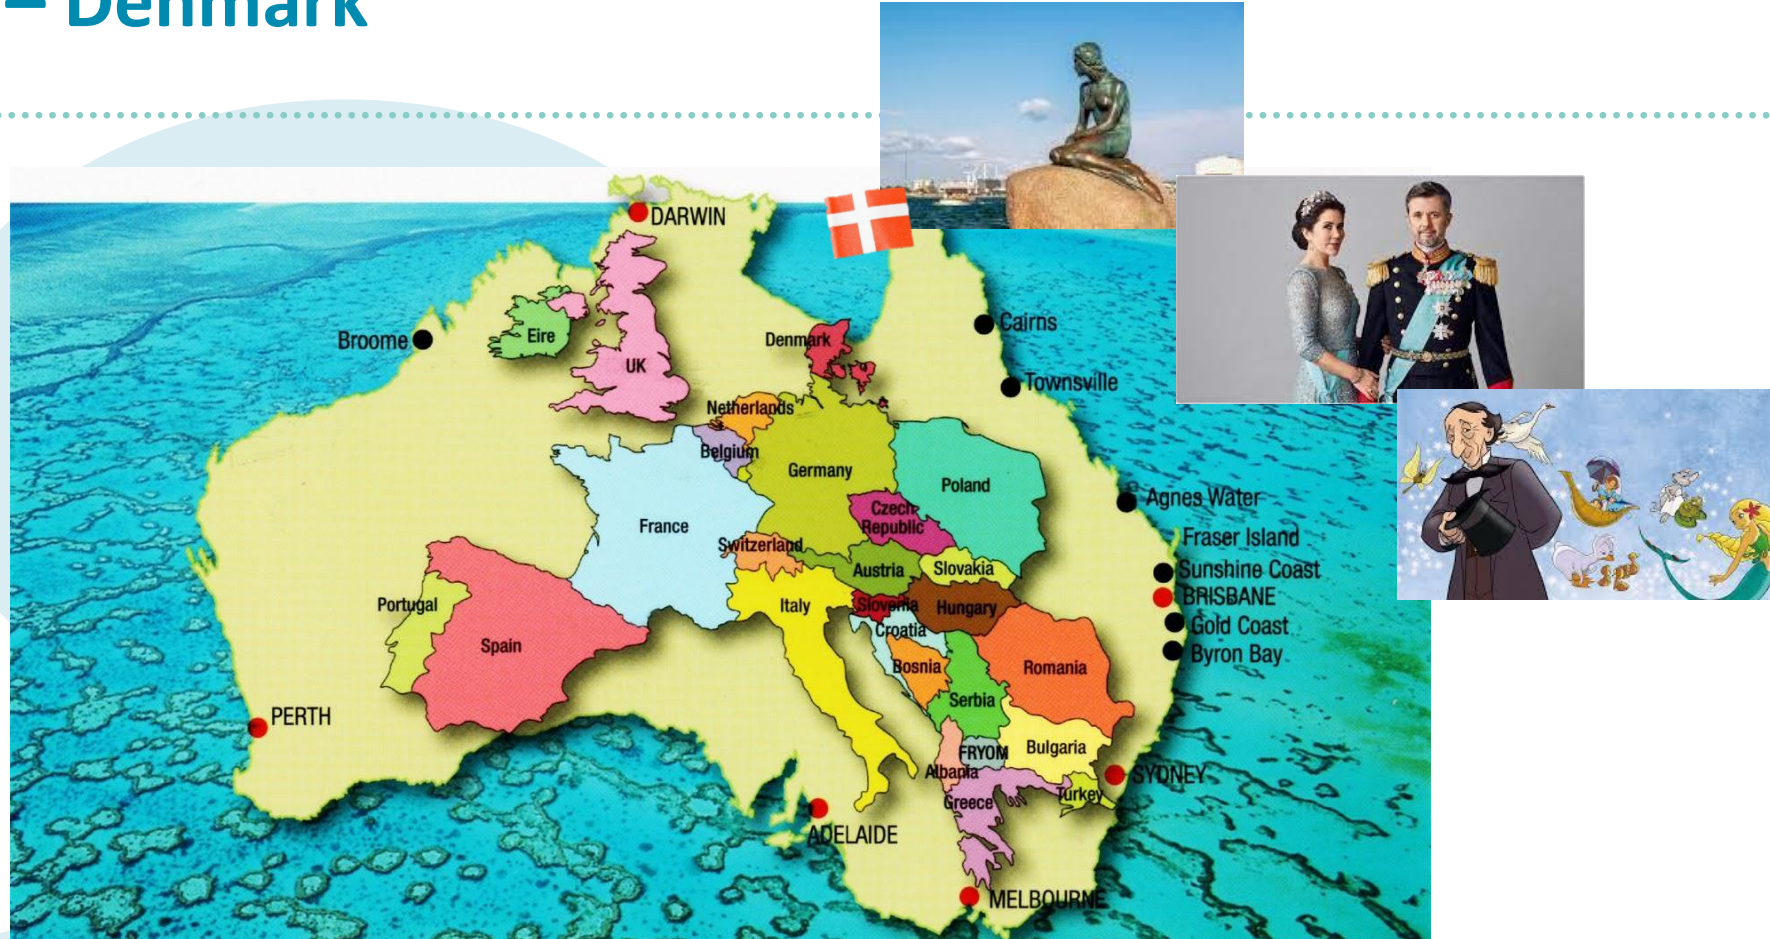 – Denmark
DARWIN
Broome
Eire
UK
Denmark
Cairns
Townsville
Netherlands
Belgium
Germany
Poland
Agnes Water
Czech
Republic
France
Switzerland
Fraser Island
Austria
Slovakia
Sunshine Coast
BRISBANE
Portugal
Italy
Slovenia
Hungary
Gold Coast
Croatia
Spain
Byron Bay
Bosnia
Romania
Serbia
PERTH
FRYOM
Bulgaria
Albania
SYDNEY
Greece
Turkey
ADELAIDE
MELBOURNE